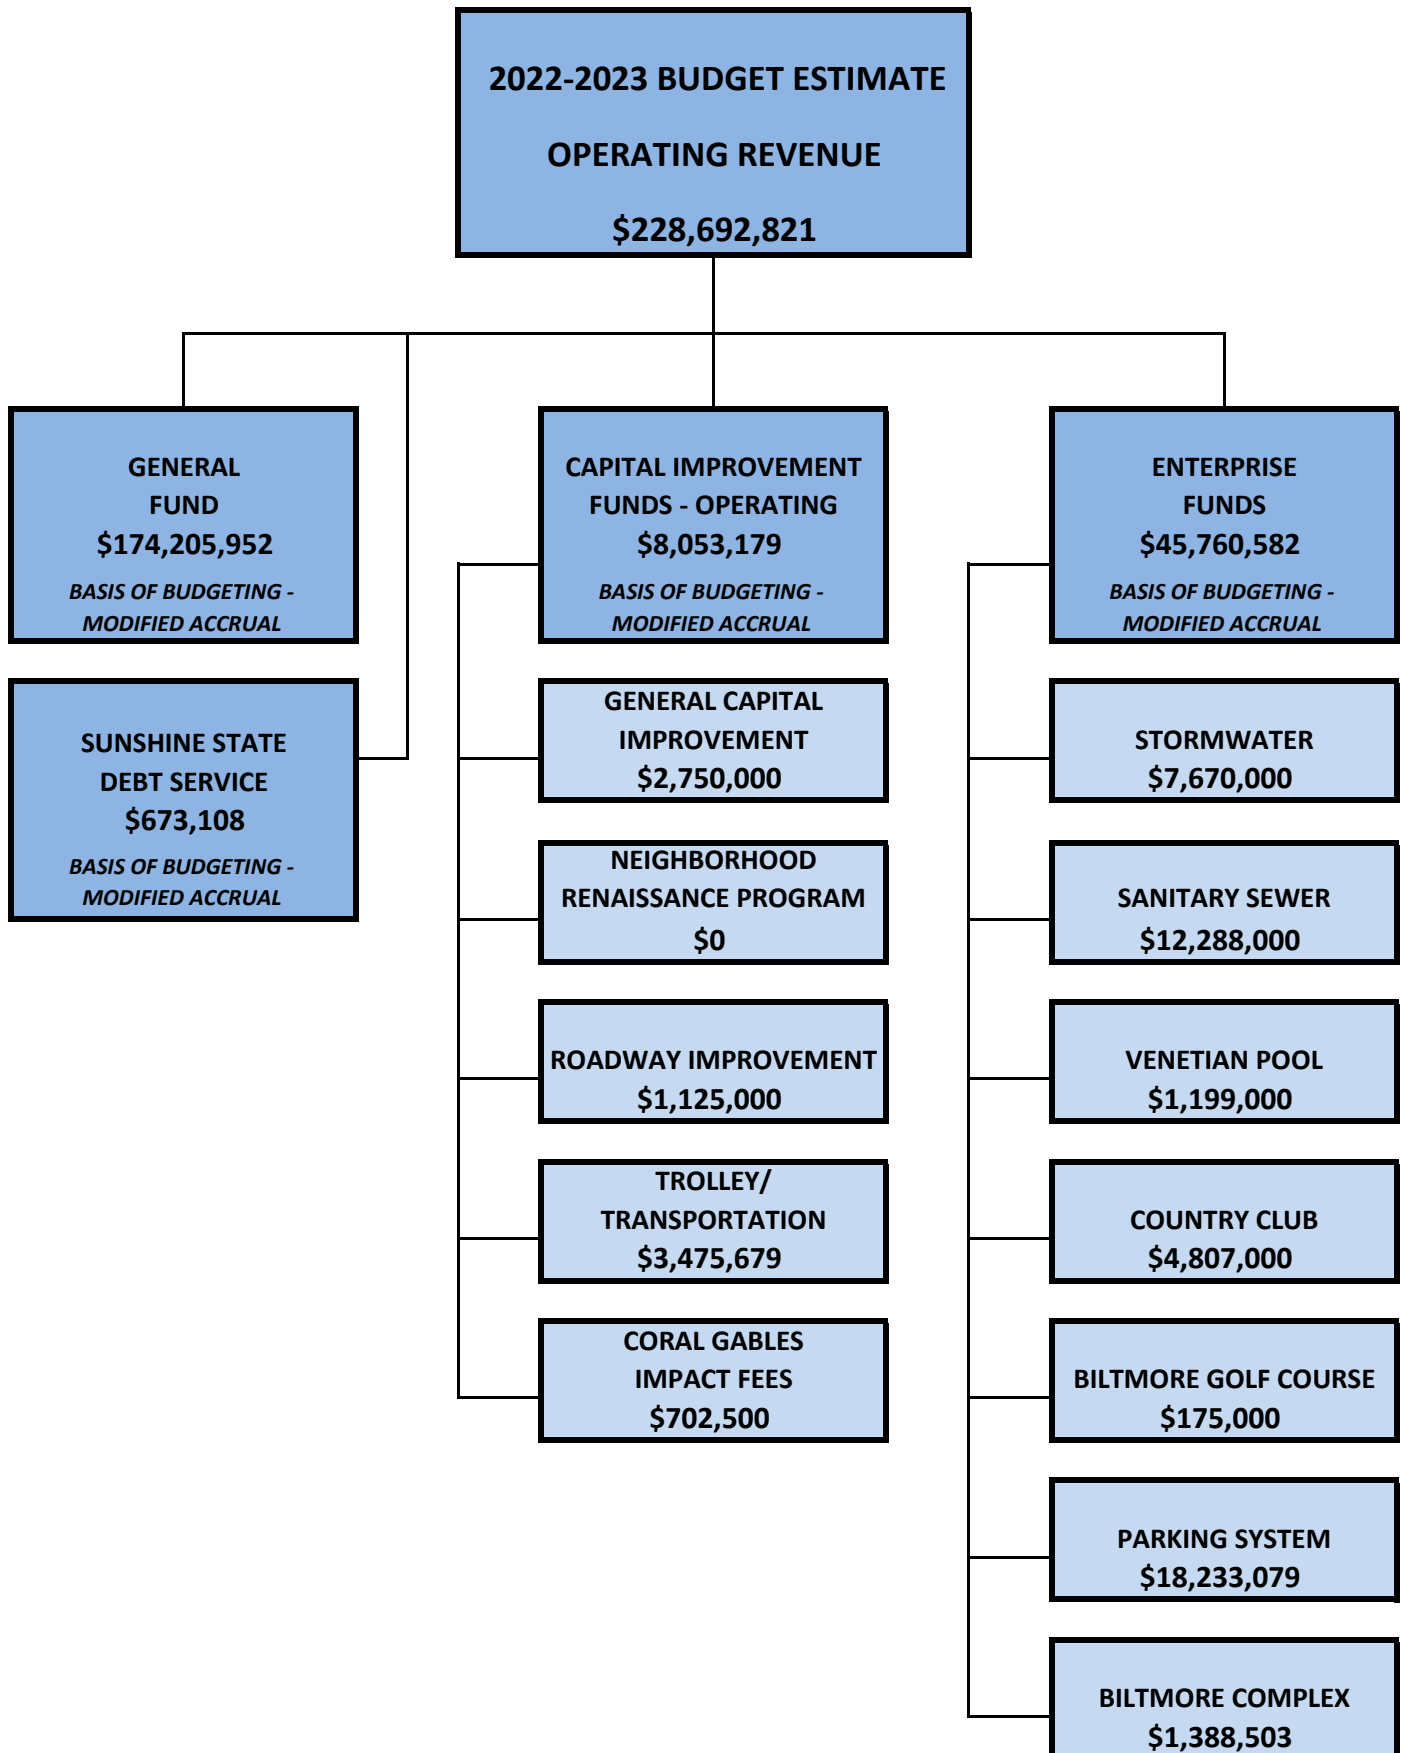 2022-2023 BUDGET ESTIMATE
OPERATING REVENUE
$228,692,821
GENERAL
FUND
$174,205,952
BASIS OF BUDGETING -
MODIFIED ACCRUAL
SUNSHINE STATE
DEBT SERVICE
$673,108
BASIS OF BUDGETING -
MODIFIED ACCRUAL
CAPITAL IMPROVEMENT
FUNDS - OPERATING
$8,053,179
BASIS OF BUDGETING -
MODIFIED ACCRUAL
GENERAL CAPITAL
IMPROVEMENT
$2,750,000
NEIGHBORHOOD
RENAISSANCE PROGRAM
$0
ROADWAY IMPROVEMENT
$1,125,000
TROLLEY/
TRANSPORTATION
$3,475,679
CORAL GABLES
IMPACT FEES
$702,500
ENTERPRISE
FUNDS
$45,760,582
BASIS OF BUDGETING -
MODIFIED ACCRUAL
STORMWATER
$7,670,000
SANITARY SEWER
$12,288,000
VENETIAN POOL
$1,199,000
COUNTRY CLUB
$4,807,000
BILTMORE GOLF COURSE
$175,000
PARKING SYSTEM
$18,233,079
BILTMORE COMPLEX
$1,388,503